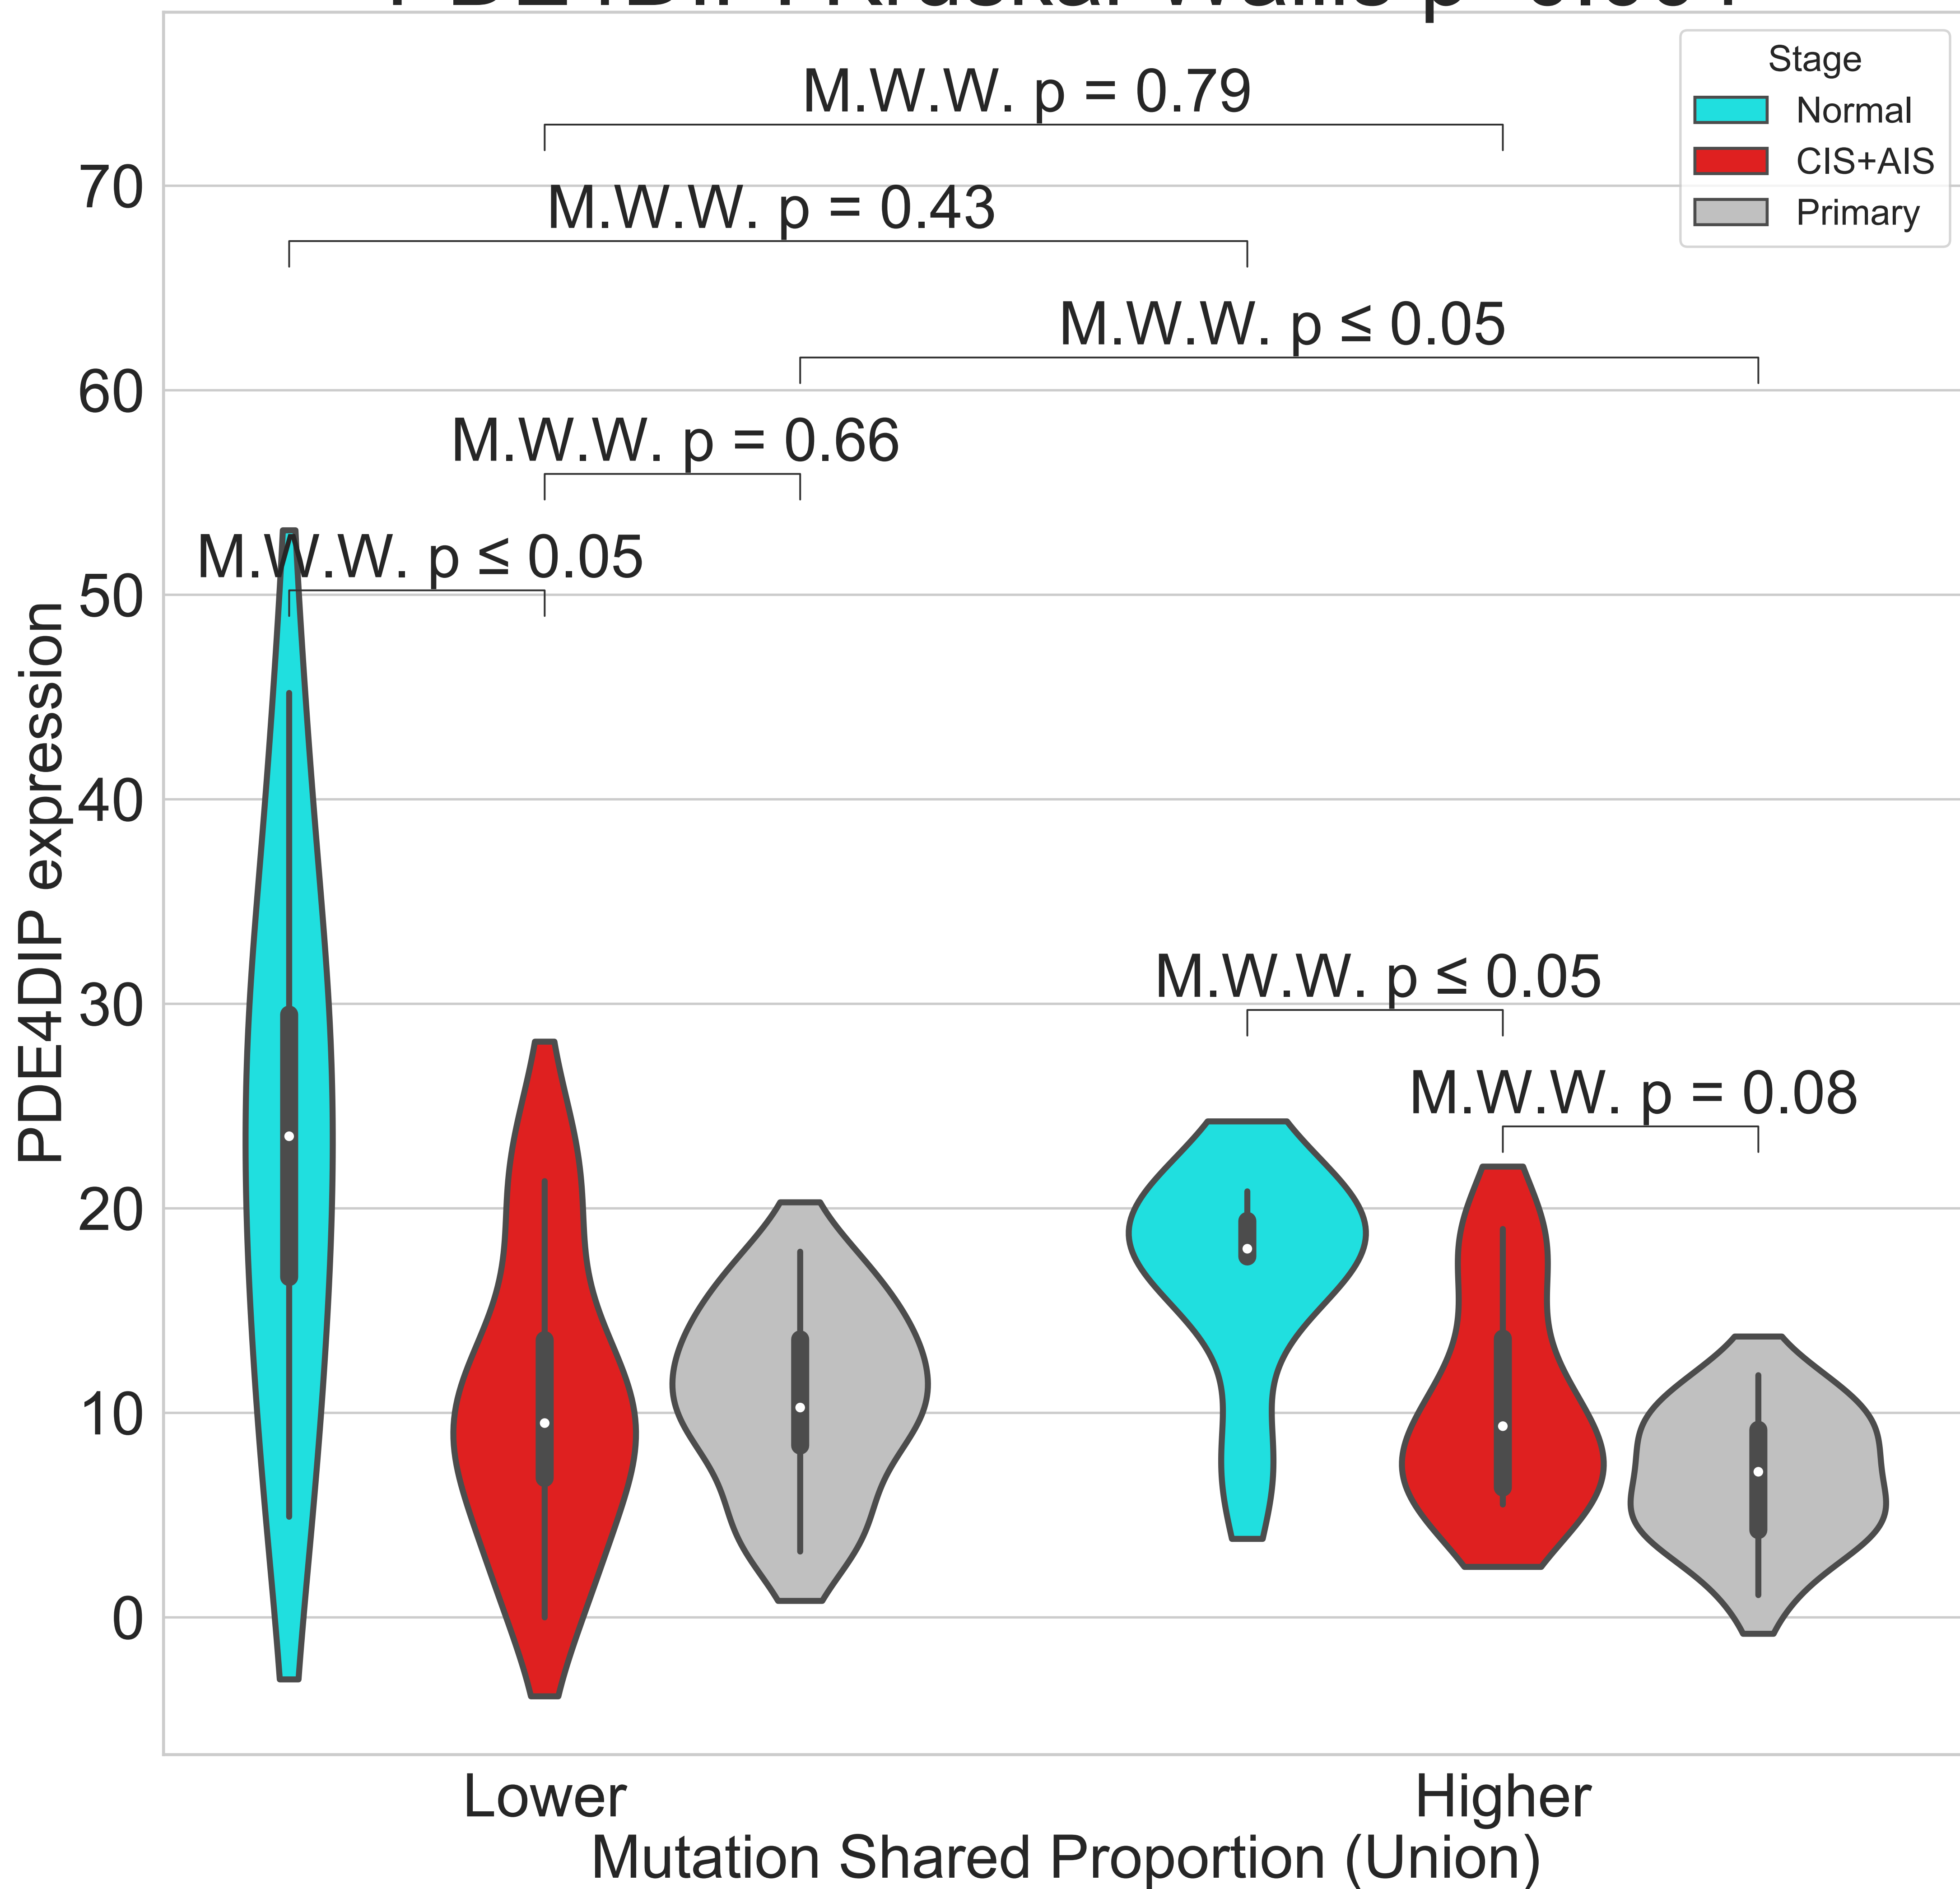 M.W.W. p = 0.79
Stage
Normal
CIS+AIS
Primary
M.W.W. p = 0.43
M.W.W. p ≤ 0.05
M.W.W. p = 0.66
M.W.W. p ≤ 0.05
M.W.W. p ≤ 0.05
M.W.W. p = 0.08
70
60
50
40
30
20
10
0
PDE4DIP expression
Lower
Higher
Mutation Shared Proportion (Union)